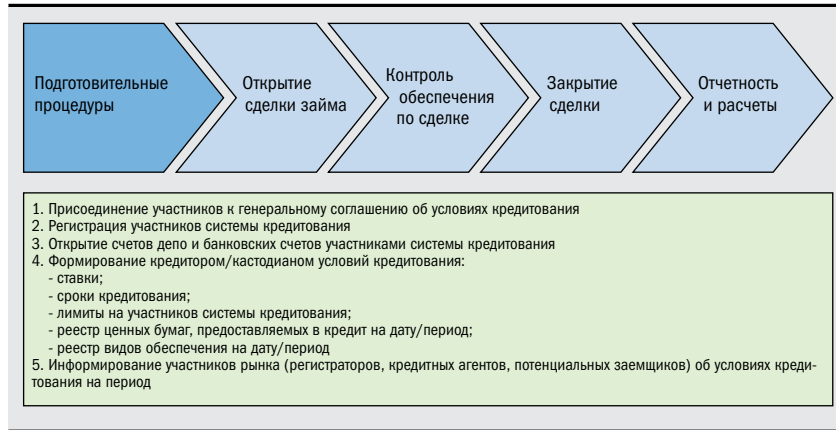 Подготовительные
процедуры
Открытие
сделки займа
Контроль
обеспечения
по сделке
Закрытие
сделки
Отчетность
и расчеты
1. Присоединение участников к генеральному соглашению об условиях кредитования
2. Регистрация участников системы кредитования
3. Открытие счетов депо и банковских счетов участниками системы кредитования
4. Формирование кредитором/кастодианом условий кредитования:
- ставки;
- сроки кредитования;
- лимиты на участников системы кредитования;
- реестр ценных бумаг, предоставляемых в кредит на дату/период;
- реестр видов обеспечения на дату/период
5. Информирование участников рынка (регистраторов, кредитных агентов, потенциальных заемщиков) об условиях креди-
тования на период